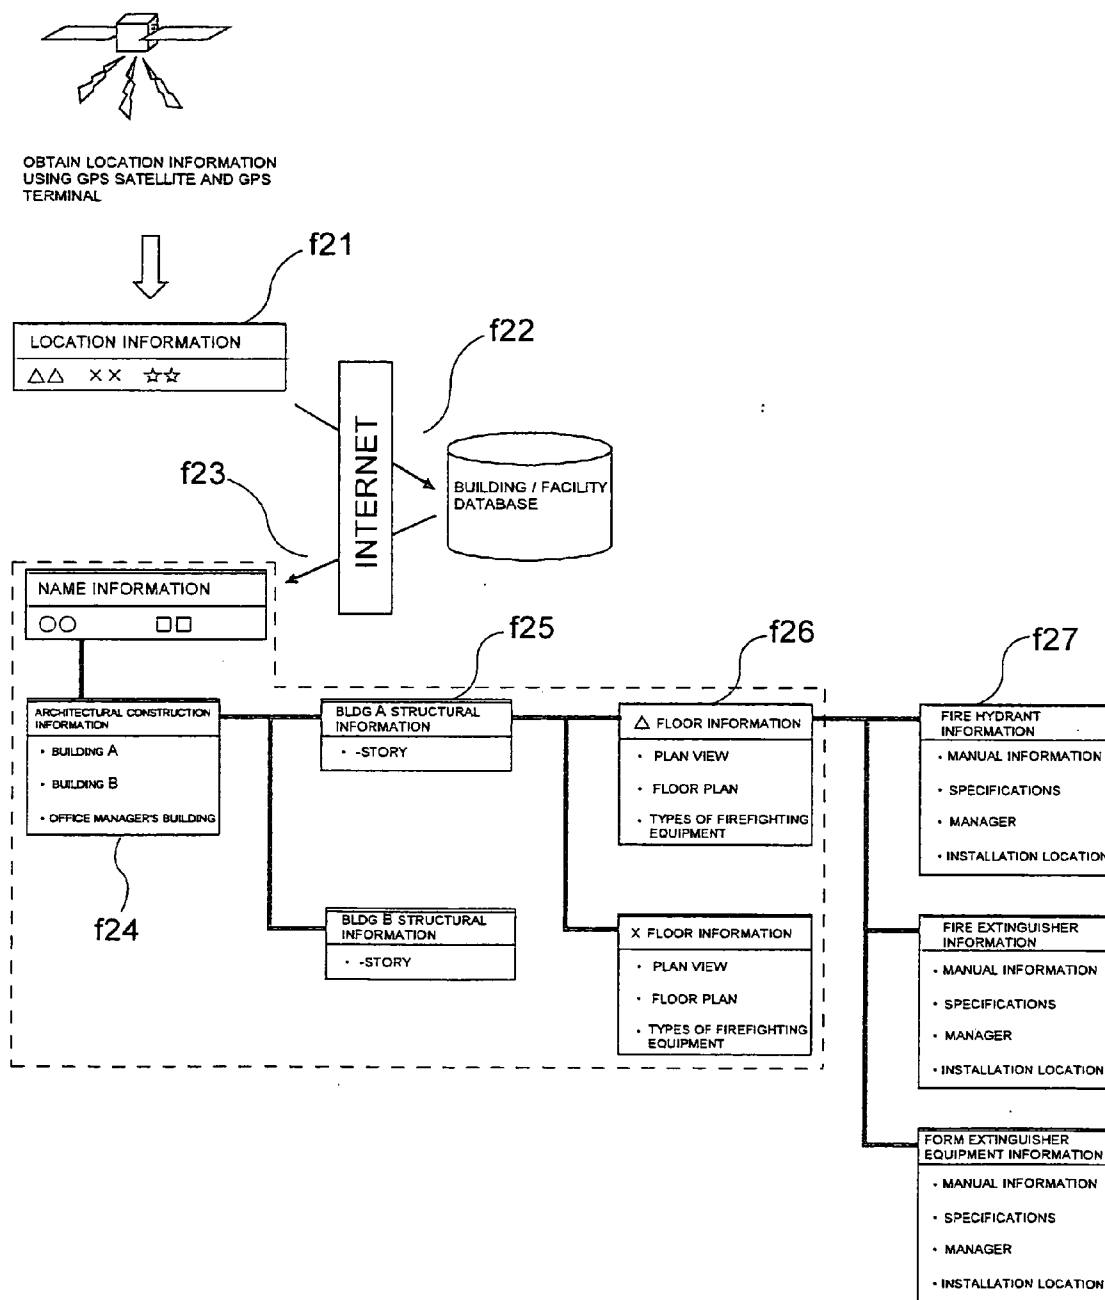 OBTAIN LOCATION INFORMATION
USING GPS SATELLITE AND GPS
TERMINAL
f21
LOCATION INFORMATION
△△ ×× ☆☆
f22
INTERNET
BUILDING / FACILITY
DATABASE
f23
NAME INFORMATION
○○ □□
f24
ARCHITECTURAL CONSTRUCTION
INFORMATION
・BUILDING A
・BUILDING B
・OFFICE MANAGER'S BUILDING
f25
BLDG A STRUCTURAL
INFORMATION
・-STORY
BLDG B STRUCTURAL
INFORMATION
・-STORY
f26
△ FLOOR INFORMATION
・PLAN VIEW
・FLOOR PLAN
・TYPES OF FIREFIGHTING
EQUIPMENT
X FLOOR INFORMATION
・PLAN VIEW
・FLOOR PLAN
・TYPES OF FIREFIGHTING
EQUIPMENT
f27
FIRE HYDRANT
INFORMATION
・MANUAL INFORMATION
・SPECIFICATIONS
・MANAGER
・INSTALLATION LOCATION
FIRE EXTINGUISHER
INFORMATION
・MANUAL INFORMATION
・SPECIFICATIONS
・MANAGER
・INSTALLATION LOCATION
FORM EXTINGUISHER
EQUIPMENT INFORMATION
・MANUAL INFORMATION
・SPECIFICATIONS
・MANAGER
・INSTALLATION LOCATION